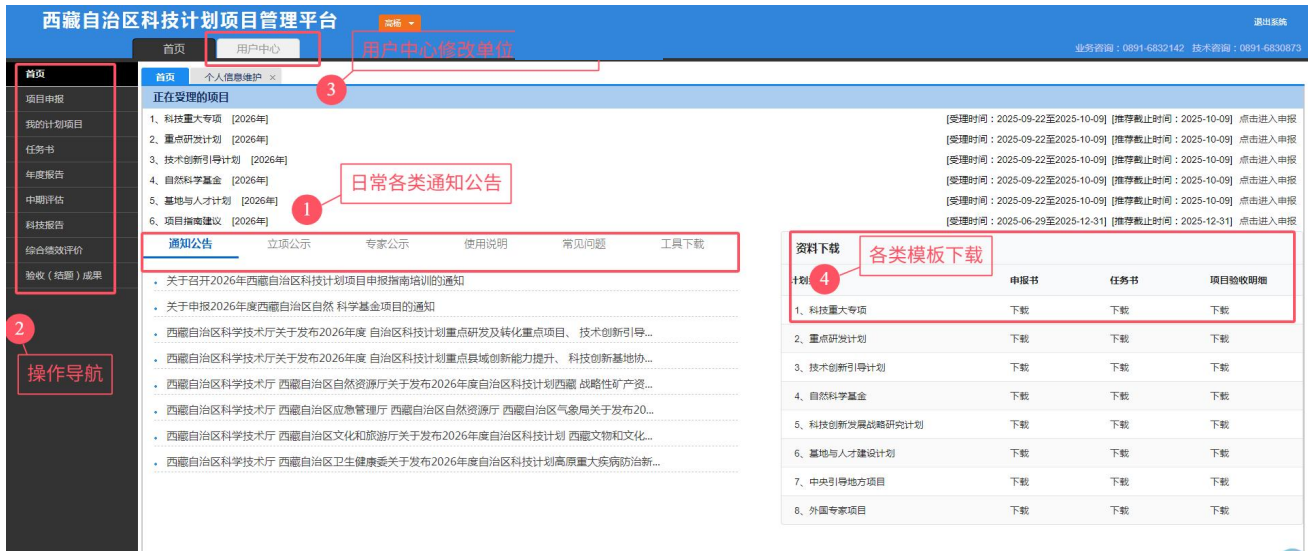 西藏自治区科技计划项目管理平台
高杨
退出系统
首页 用户中心 用户中心修改单位 业务咨询：0891-6832142 技术咨询：0891-6830873
3
首页
项目申报
我的计划项目
任务书
年度报告
中期评估
科技报告
综合绩效评价
验收（结题）成果
2
操作导航
首页 个人信息维护 ×
正在受理的项目
1、科技重大专项 [2026年] [受理时间：2025-09-22至2025-10-09] [推荐截止时间：2025-10-09] 点击进入申报
2、重点研发计划 [2026年] [受理时间：2025-09-22至2025-10-09] [推荐截止时间：2025-10-09] 点击进入申报
3、技术创新引导计划 [2026年] [受理时间：2025-09-22至2025-10-09] [推荐截止时间：2025-10-09] 点击进入申报
4、自然科学基金 [2026年] [受理时间：2025-09-22至2025-10-09] [推荐截止时间：2025-10-09] 点击进入申报
5、基地与人才计划 [2026年] [受理时间：2025-09-22至2025-10-09] [推荐截止时间：2025-10-09] 点击进入申报
6、项目指南建议 [2026年] [受理时间：2025-06-29至2025-12-31] [推荐截止时间：2025-12-31] 点击进入申报
日常各类通知公告
1
通知公告 立项公示 专家公示 使用说明 常见问题 工具下载
关于召开2026年西藏自治区科技计划项目申报指南培训的通知
关于申报2026年度西藏自治区自然 科学基金项目的通知
西藏自治区科学技术厅关于发布2026年度 自治区科技计划重点研发及转化重点项目、 技术创新引导...
西藏自治区科学技术厅关于发布2026年度 自治区科技计划重点县域创新能力提升、 科技创新基地协...
西藏自治区科学技术厅 西藏自治区自然资源厅关于发布2026年度自治区科技计划西藏 战略性矿产资...
西藏自治区科学技术厅 西藏自治区应急管理厅 西藏自治区自然资源厅 西藏自治区气象局关于发布20...
西藏自治区科学技术厅 西藏自治区文化和旅游厅关于发布2026年度自治区科技计划 西藏文物和文化...
西藏自治区科学技术厅 西藏自治区卫生健康委关于发布2026年度自治区科技计划高原重大疾病防治新...
资料下载
各类模板下载
4
计划 申报书 任务书 项目验收明细
1、科技重大专项 下载 下载 下载
2、重点研发计划 下载 下载 下载
3、技术创新引导计划 下载 下载 下载
4、自然科学基金 下载 下载 下载
5、科技创新发展战略研究计划 下载 下载 下载
6、基地与人才建设计划 下载 下载 下载
7、中央引导地方项目 下载 下载 下载
8、外国专家项目 下载 下载 下载